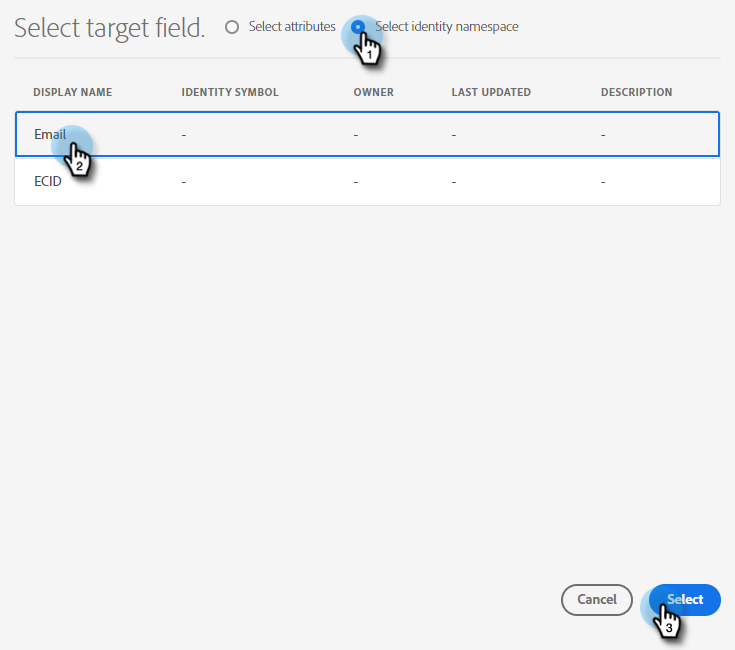 Select target field. Select attributes Select identity namespace
1
DISPLAY NAME IDENTITY SYMBOL OWNER LAST UPDATED DESCRIPTION
Email - - - -
2
ECID - - - -
Cancel Select
3